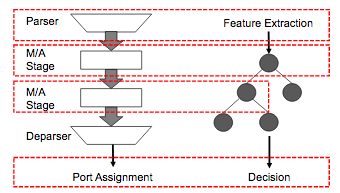 Parser
Feature Extraction
M/A
Stage
M/A
Stage
Deparser
Port Assignment
Decision